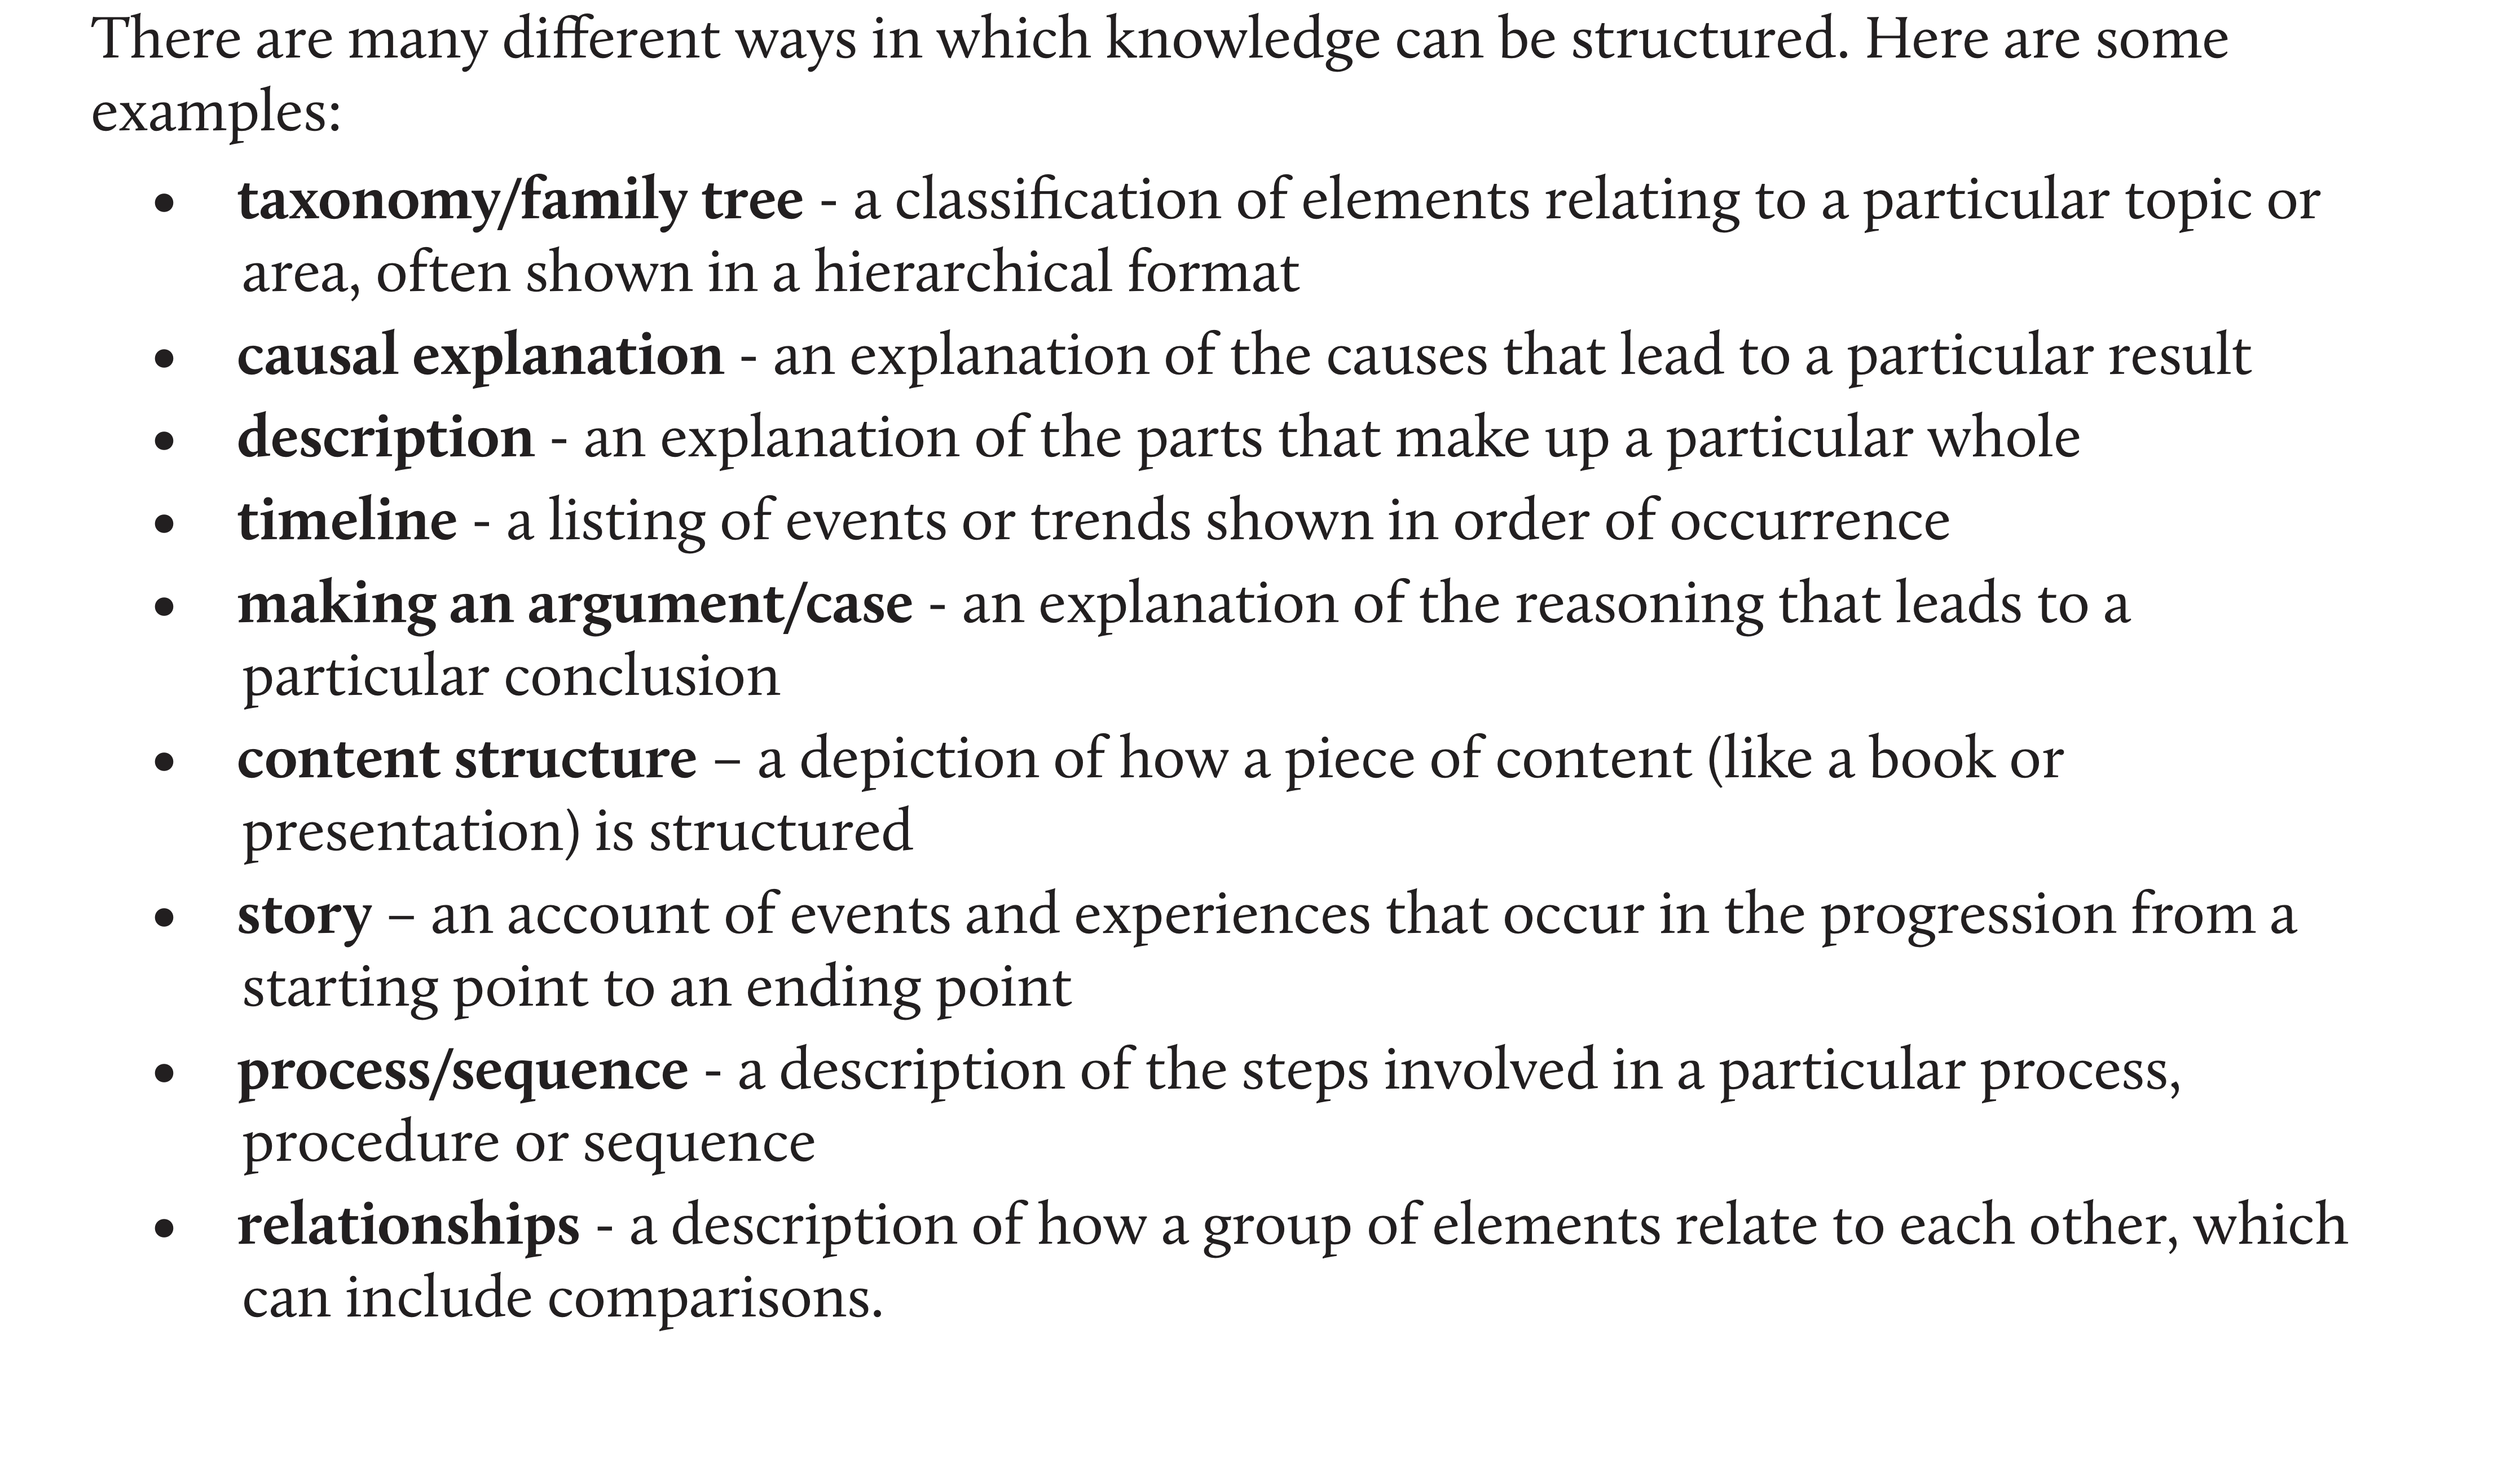 There are many different ways in which knowledge can be structured. Here are some
examples:
• taxonomy/family tree - a classification of elements relating to a particular topic or
area, often shown in a hierarchical format
• causal explanation - an explanation of the causes that lead to a particular result
• description - an explanation of the parts that make up a particular whole
• timeline - a listing of events or trends shown in order of occurrence
• making an argument/case - an explanation of the reasoning that leads to a
particular conclusion
• content structure – a depiction of how a piece of content (like a book or
presentation) is structured
• story – an account of events and experiences that occur in the progression from a
starting point to an ending point
• process/sequence - a description of the steps involved in a particular process,
procedure or sequence
• relationships - a description of how a group of elements relate to each other, which
can include comparisons.